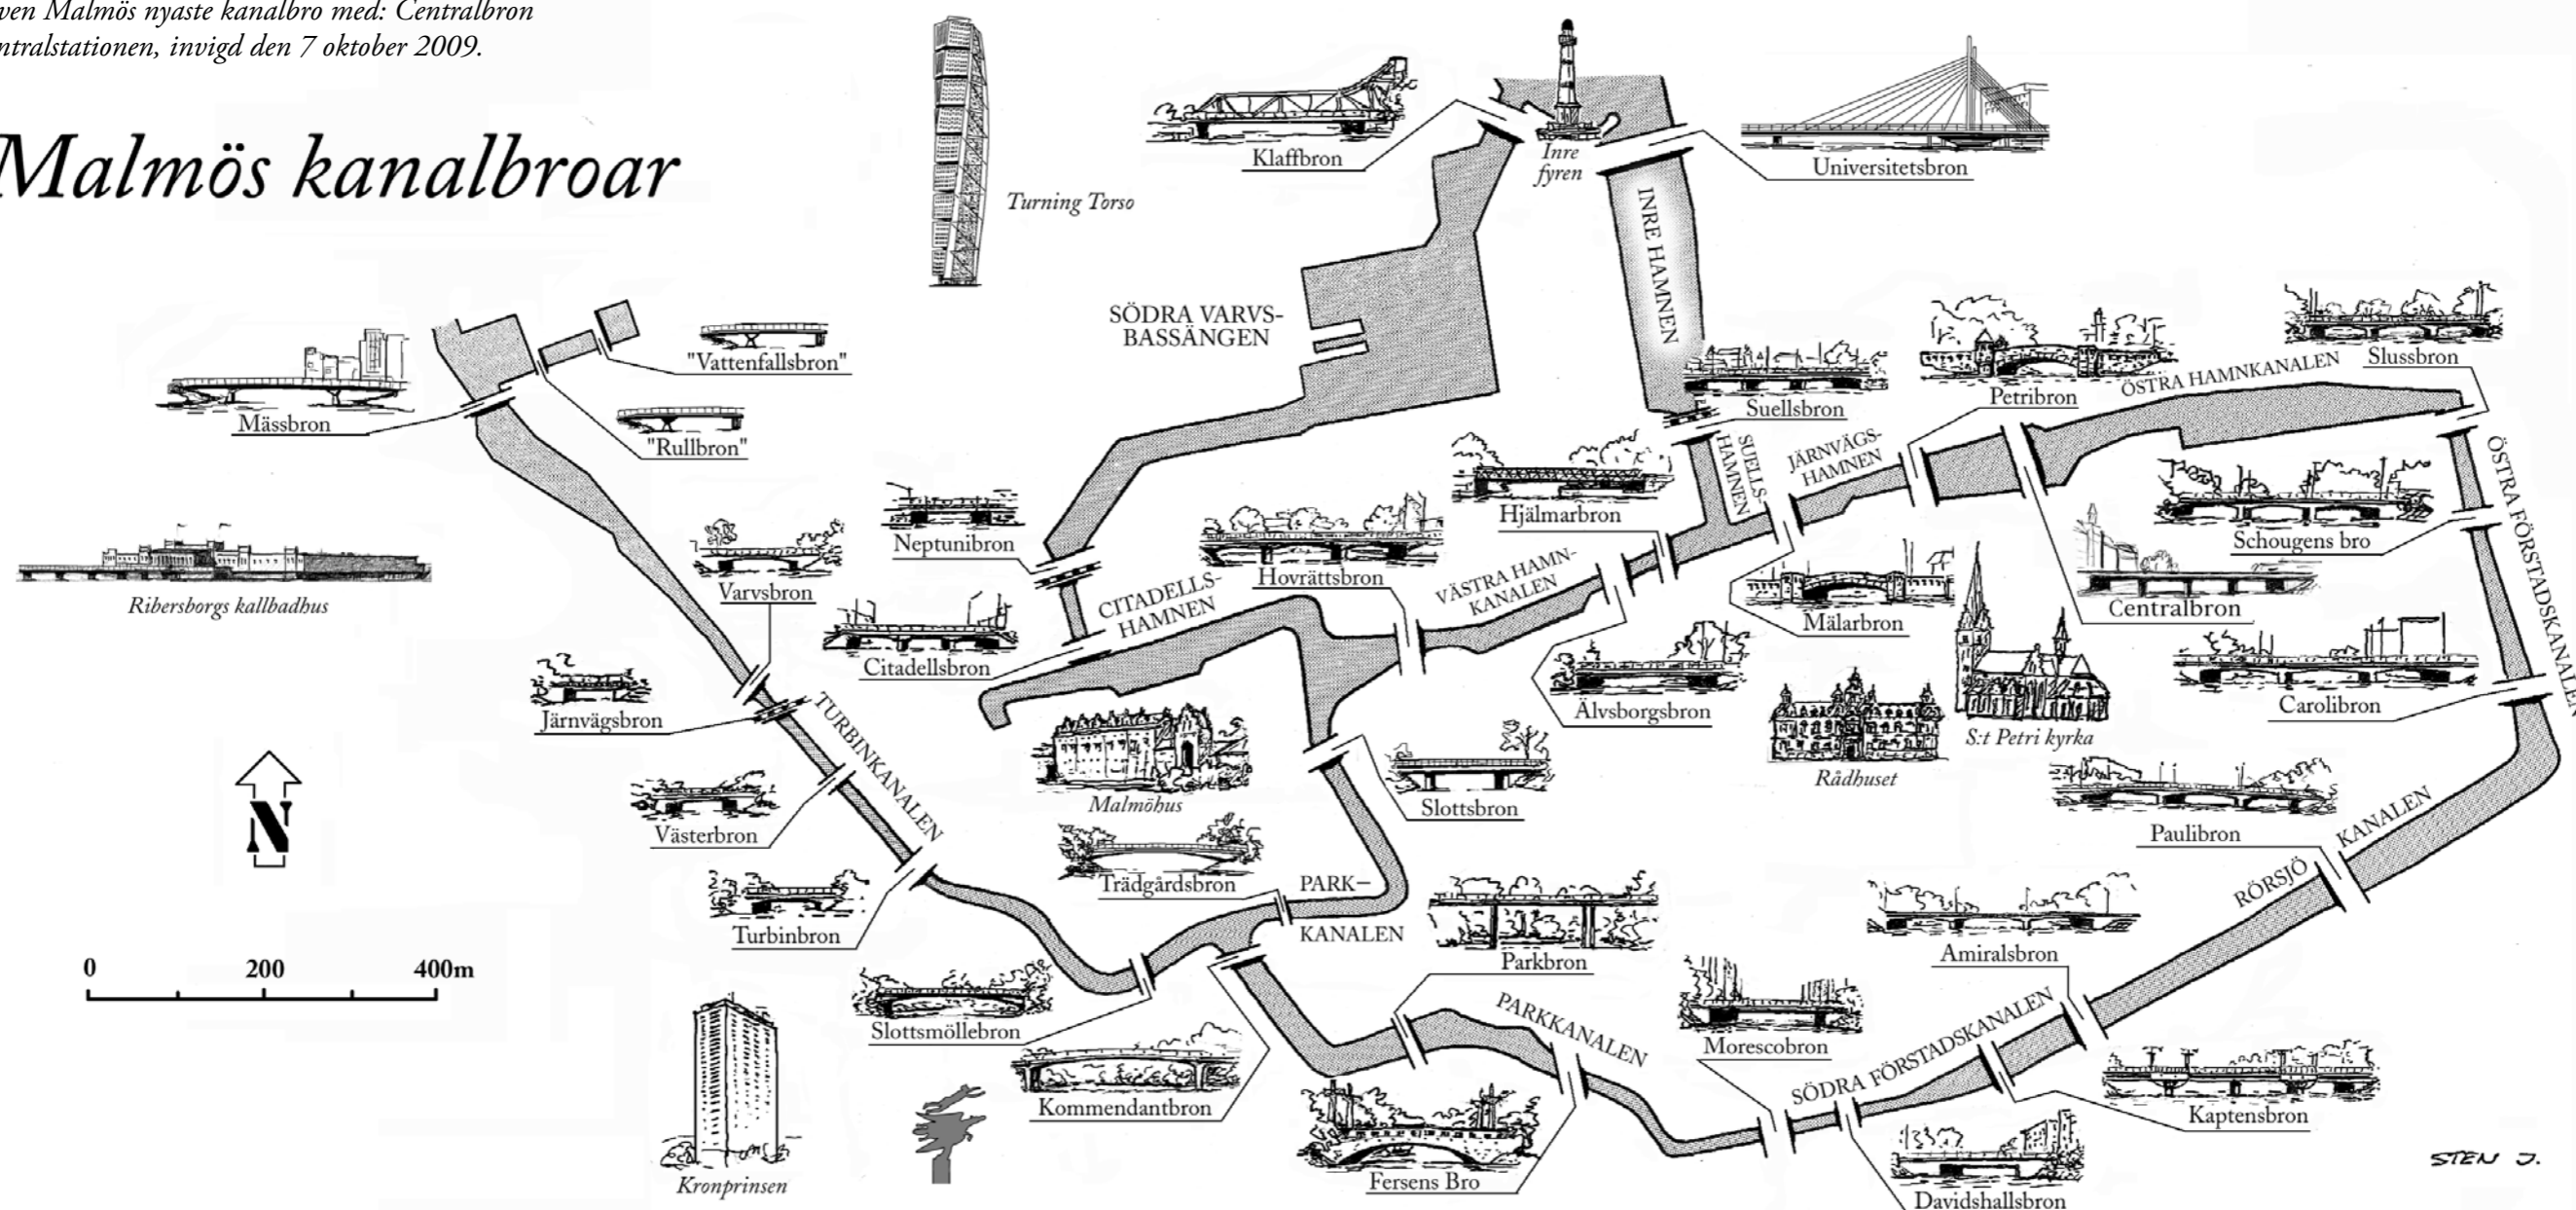 ven Malmös nyaste kanalbro med: Centralbron
ntralstationen, invigd den 7 oktober 2009.
Malmös kanalbroar
Turning Torso
Klaffbron
Inre
fyren
Universitetsbron
INRE HAMNEN
SÖDRA VARVS-
BASSÄNGEN
"Vattenfallsbron"
"Rullbron"
Mässbron
Suellsbron
SUELLS-
HAMNEN
JÄRNVÄGS-
HAMNEN
Petribron
ÖSTRA HAMNKANALEN
Slussbron
ÖSTRA FÖRSTADSKANALEN
Schougens bro
Centralbron
Carolibron
Hjälmarbron
Hovrättsbron
VÄSTRA HAMN-
KANALEN
Neptunibron
Varvsbron
Citadellsbron
CITADELLS-
HAMNEN
Mälarbron
Älvsborgsbron
S:t Petri kyrka
Rådhuset
Ribersborgs kallbadhus
Järnvägsbron
TURBINKANALEN
Västerbron
Malmöhus
Slottsbron
Paulibron
RÖRSJÖ
KANALEN
Trädgårdsbron
PARK-
KANALEN
Turbinbron
Parkbron
Amiralsbron
N
0 200 400m
Slottsmöllebron
Kommendantbron
PARKKANALEN
Morescobron
SÖDRA FÖRSTADSKANALEN
Kaptensbron
Fersens Bro
Davidshallsbron
Kronprinsen
STEN J.